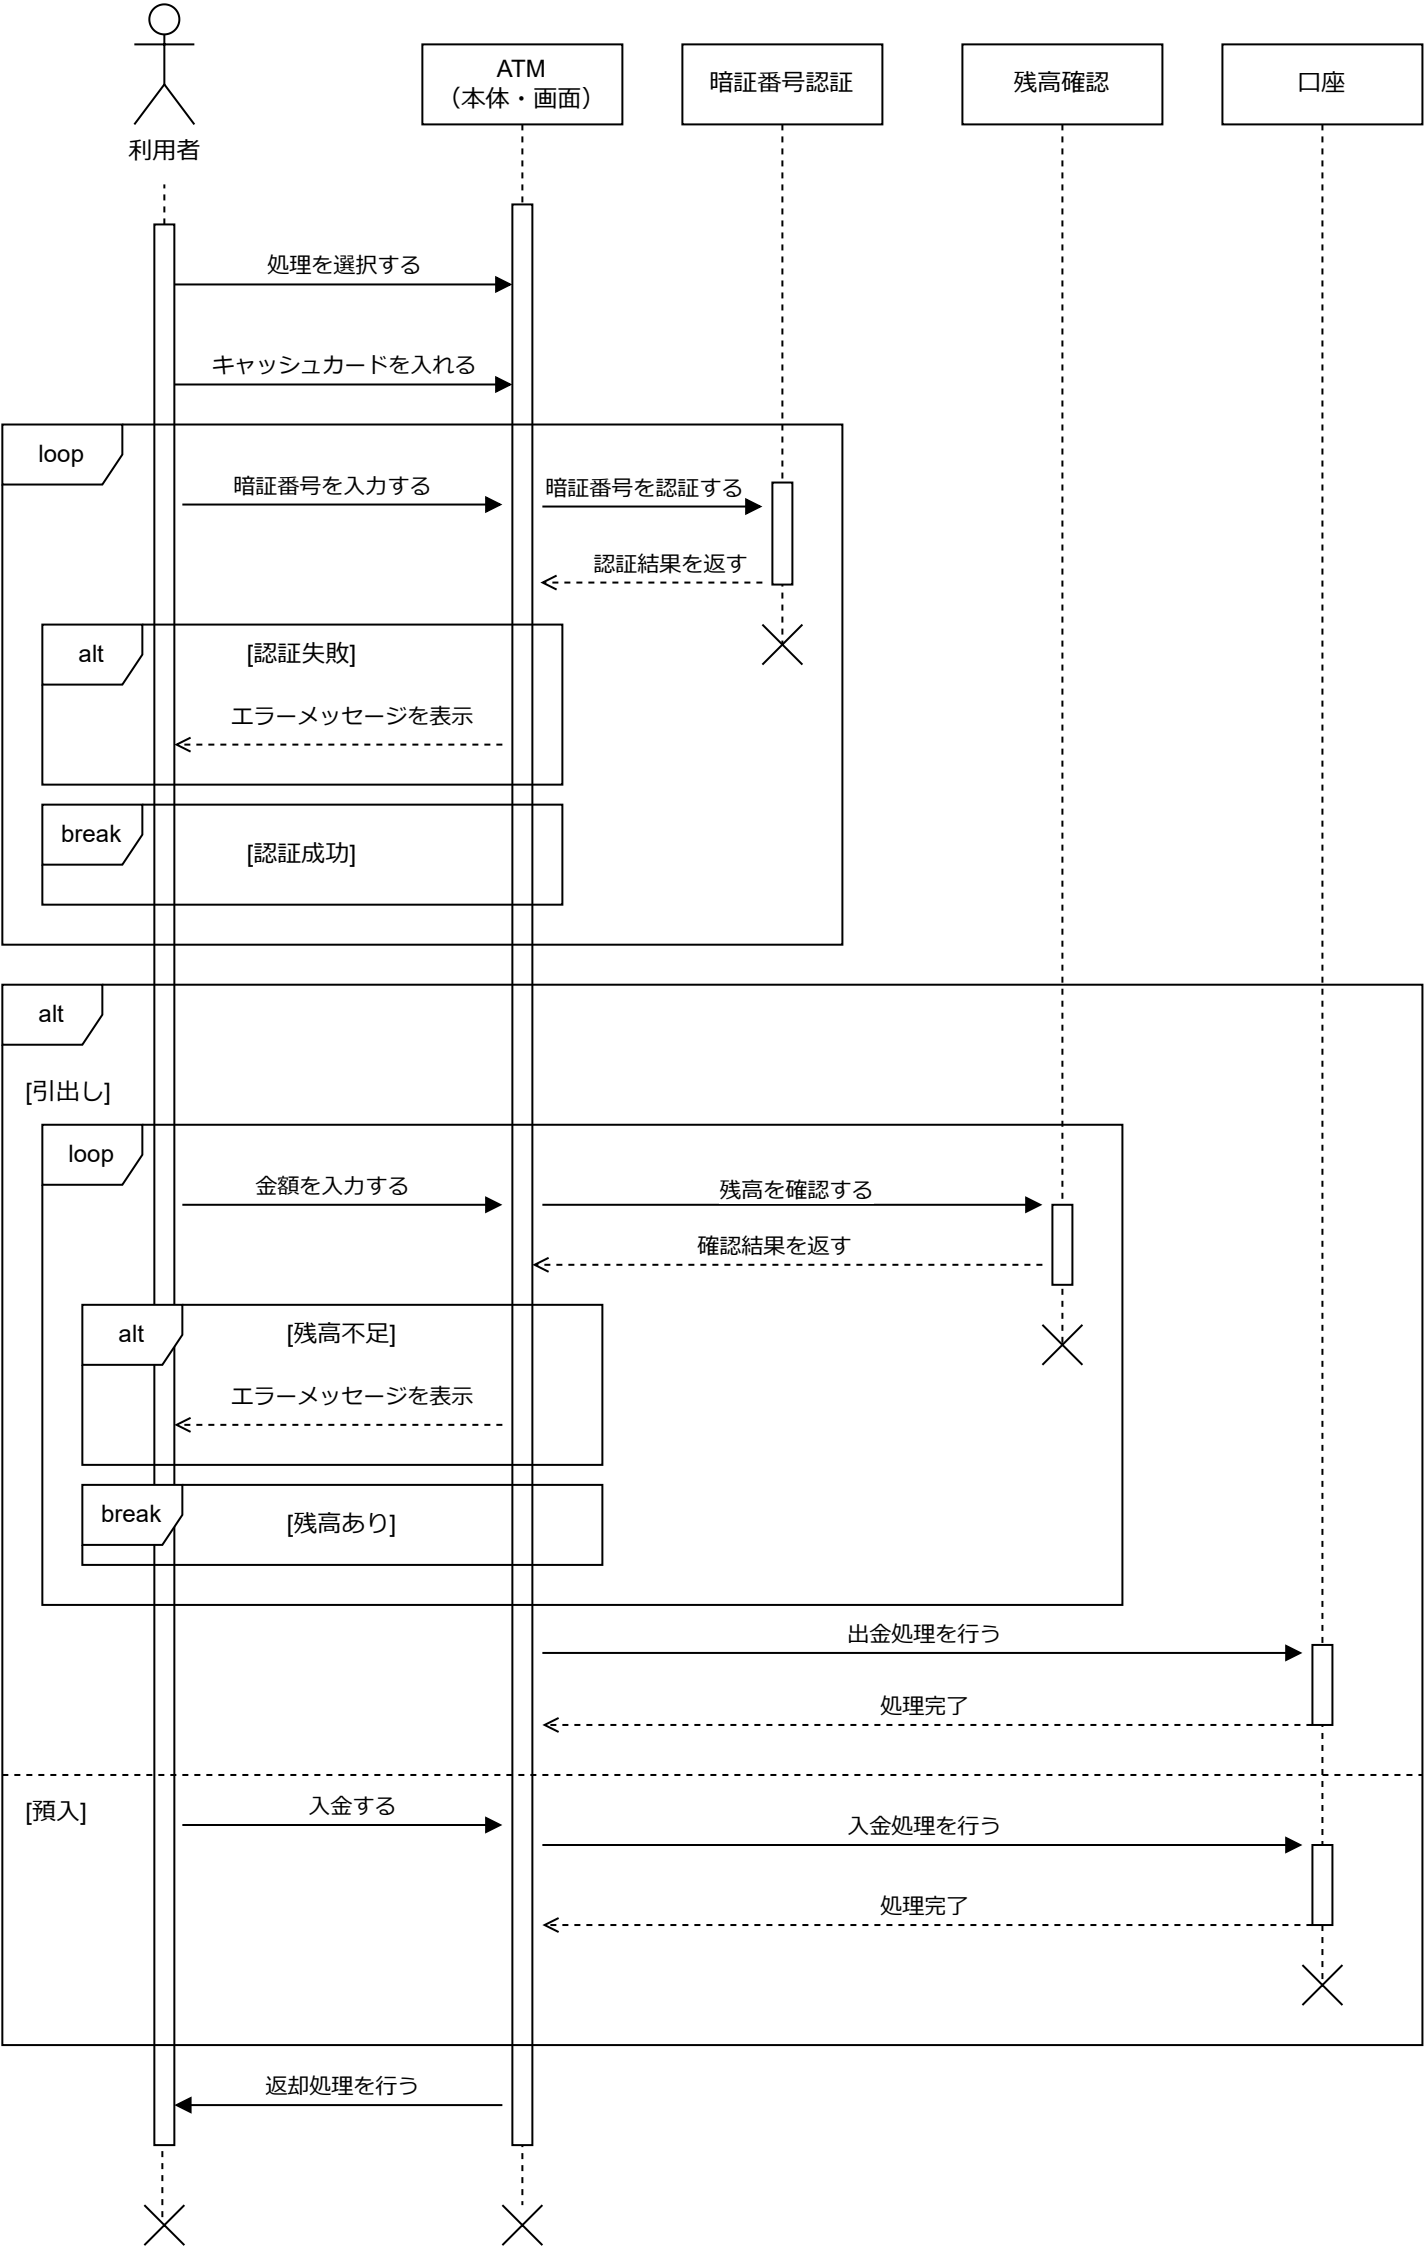 利用者
ATM
（本体・画面）
暗証番号認証
残高確認
口座
処理を選択する
キャッシュカードを入れる
loop
暗証番号を入力する
暗証番号を認証する
認証結果を返す
alt
[認証失敗]
エラーメッセージを表示
break
[認証成功]
alt
[引出し]
loop
金額を入力する
残高を確認する
確認結果を返す
alt
[残高不足]
エラーメッセージを表示
break
[残高あり]
出金処理を行う
処理完了
[預入]
入金する
入金処理を行う
処理完了
返却処理を行う